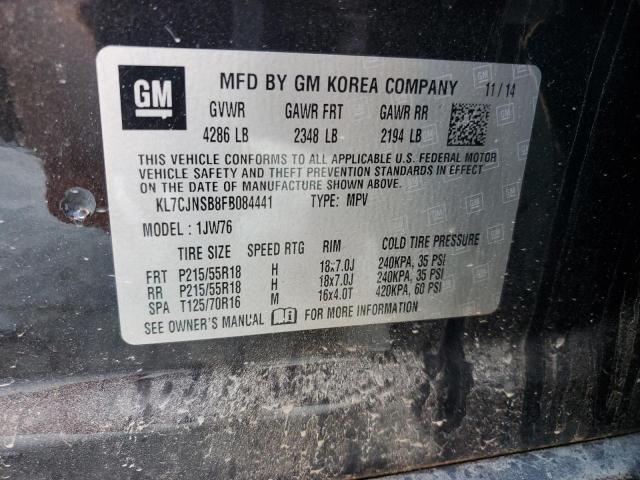 GM MFD BY GM KOREA COMPANY 11/14
GVWR GAWR FRT GAWR RR
4286 LB 2348 LB 2194 LB
THIS VEHICLE CONFORMS TO ALL APPLICABLE U.S. FEDERAL MOTOR
VEHICLE SAFETY AND THEFT PREVENTION STANDARDS IN EFFECT
ON THE DATE OF MANUFACTURE SHOWN ABOVE.
KL7CJNSB8FB084441 TYPE: MPV
MODEL : 1JW76
TIRE SIZE SPEED RTG RIM COLD TIRE PRESSURE
FRT P215/55R18 H 18x7.0J 240KPA, 35 PSI
RR P215/55R18 H 18x7.0J 240KPA, 35 PSI
SPA T125/70R16 M 16x4.0T 420KPA, 60 PSI
SEE OWNER'S MANUAL FOR MORE INFORMATION